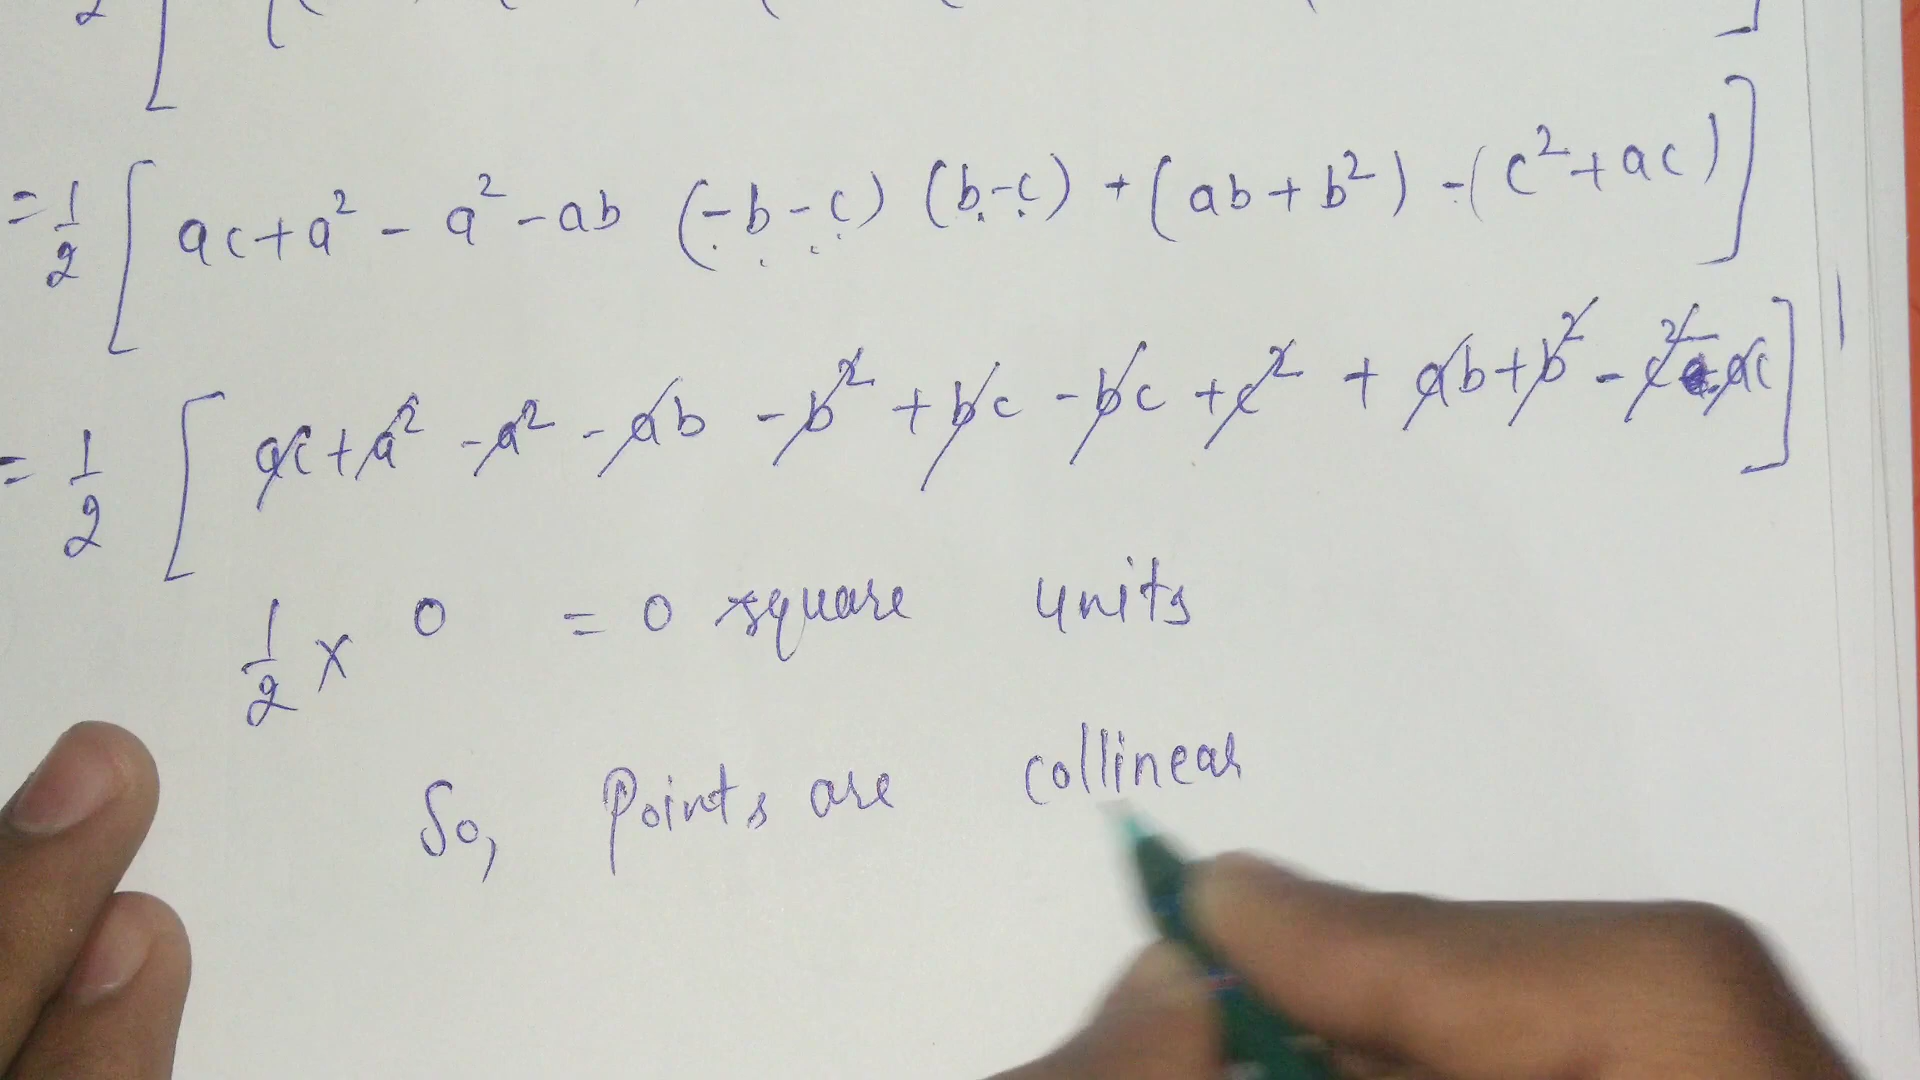 = 1/2 [ ac + a² - a² - ab (-b - c) (b - c) + (ab + b²) - (c² + ac) ]
= 1/2 [ ac + a² - a² - ab - b² + bc - bc + c² + ab + b² - c² - ac ]
1/2 × 0 = 0 square units
So, Points are collinear